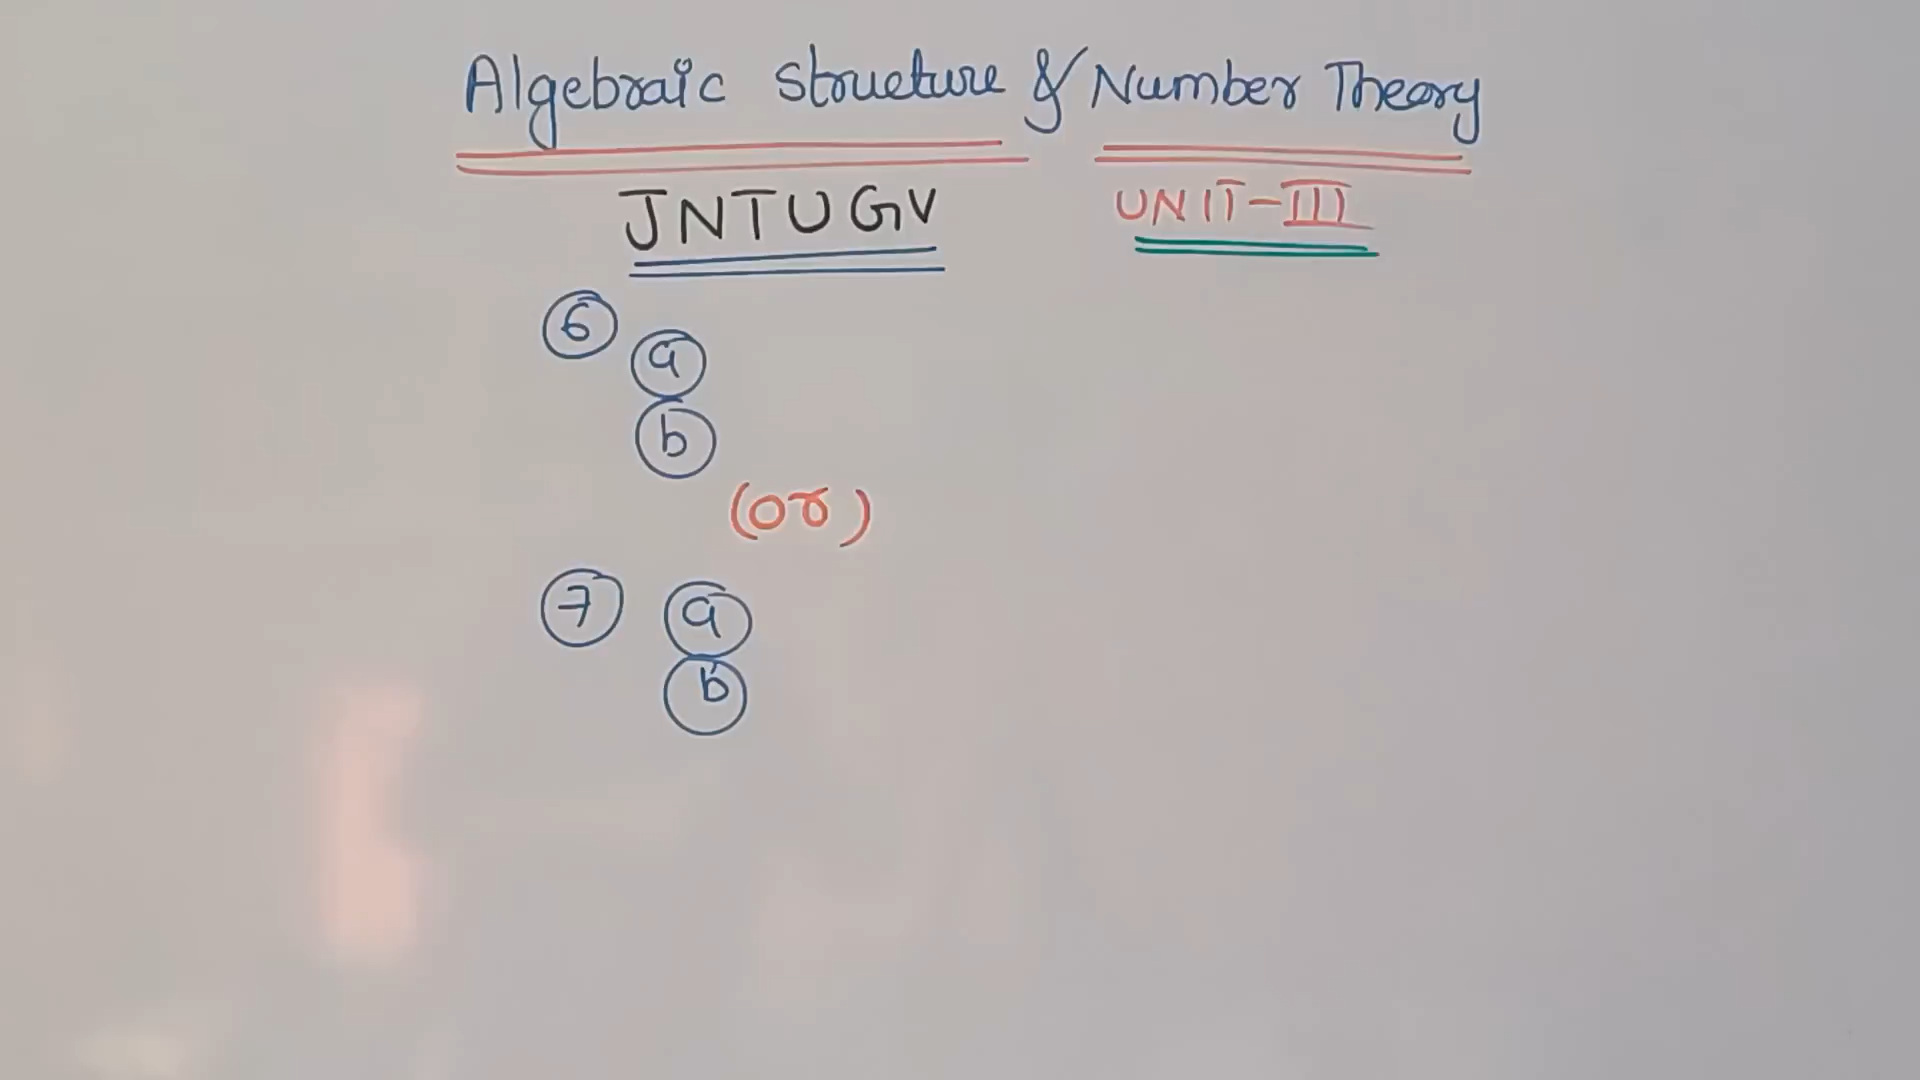 Algebraic Structure & Number Theory
JNTUGV UNIT-III
6 a
b
(or)
7 a
b